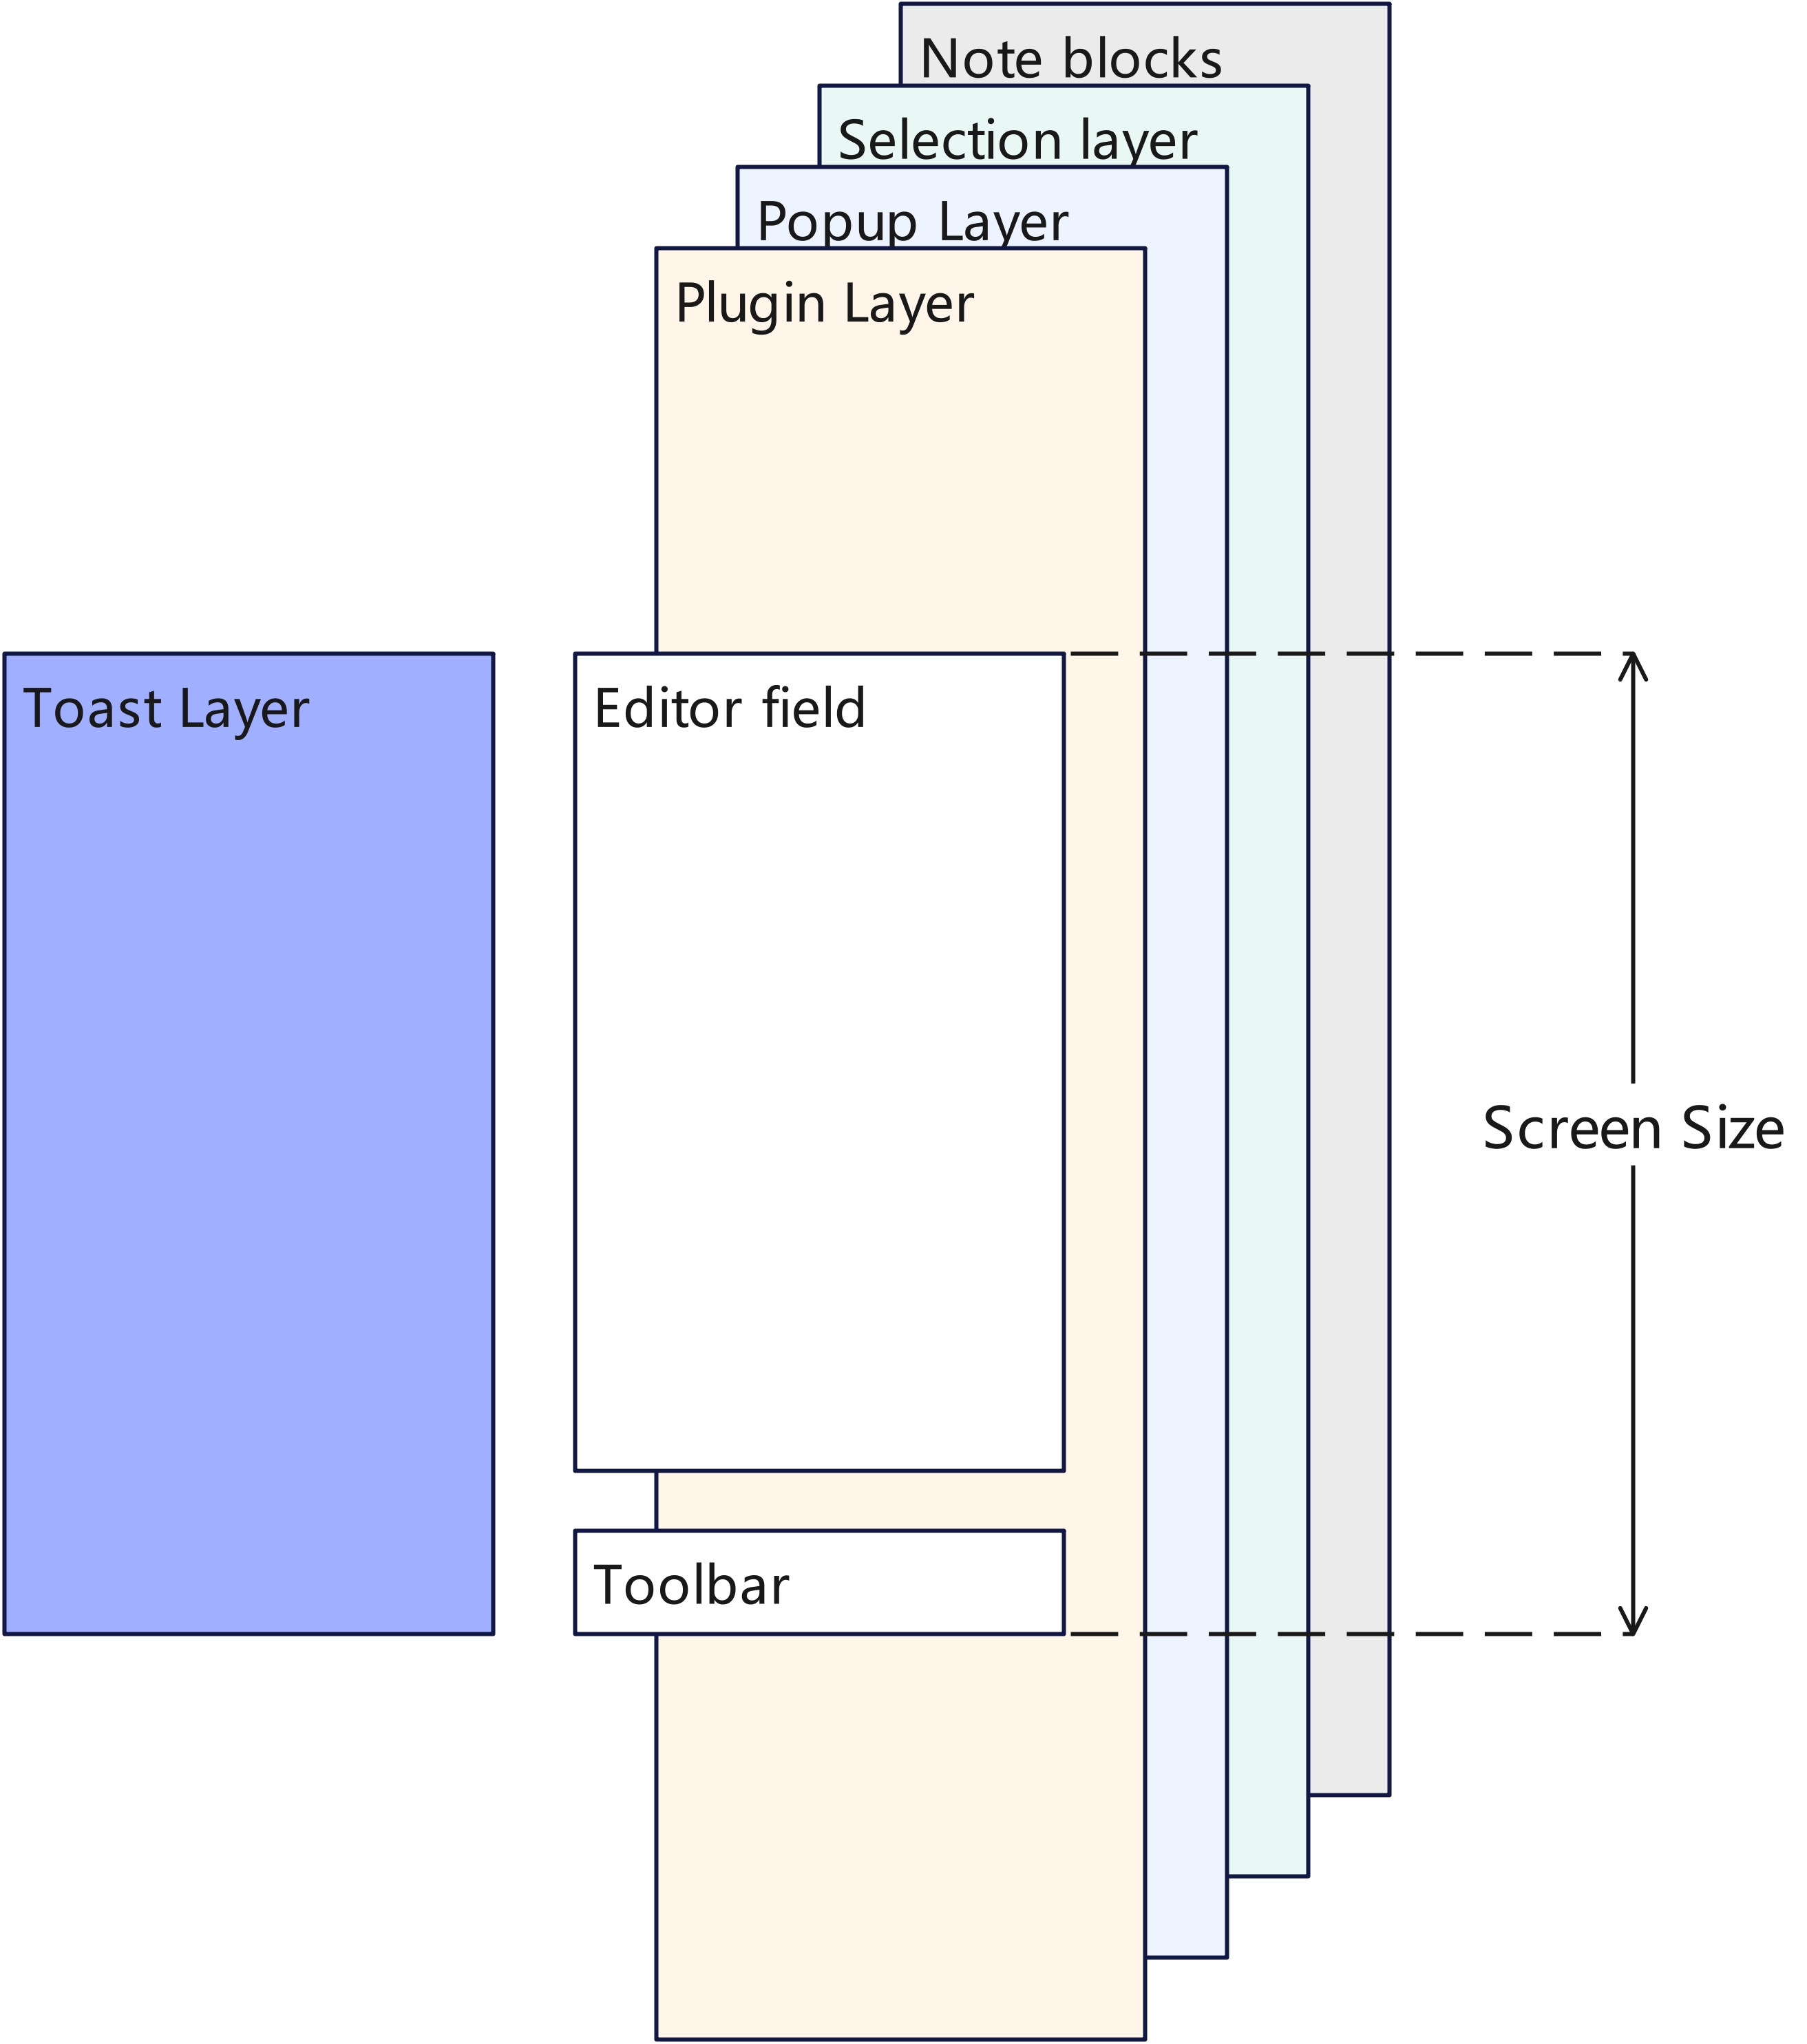 Note blocks
Selection layer
Popup Layer
Plugin Layer
Toast Layer
Editor field
Screen Size
Toolbar